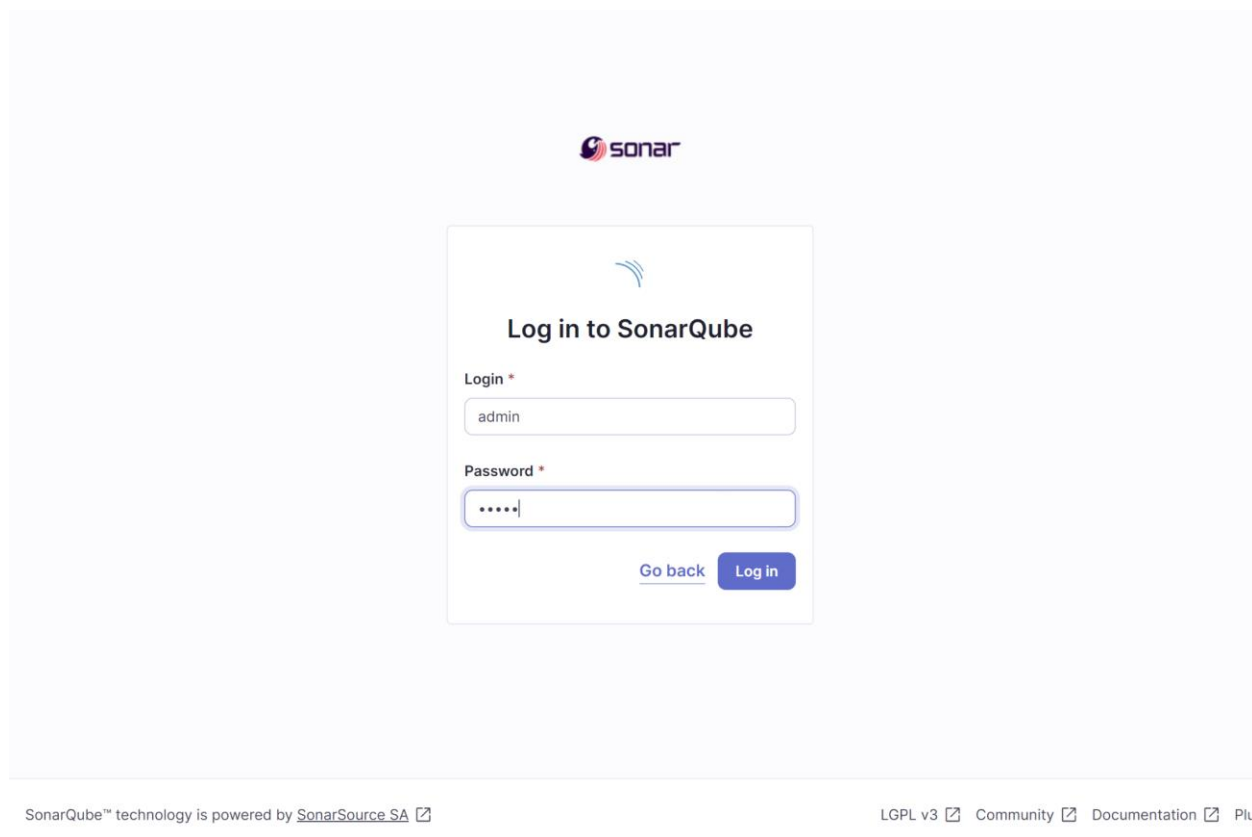 sonar
Log in to SonarQube
Login *
admin
Password *
•••••
Go back Log in
SonarQube™ technology is powered by SonarSource SA LGPL v3 Community Documentation Plu